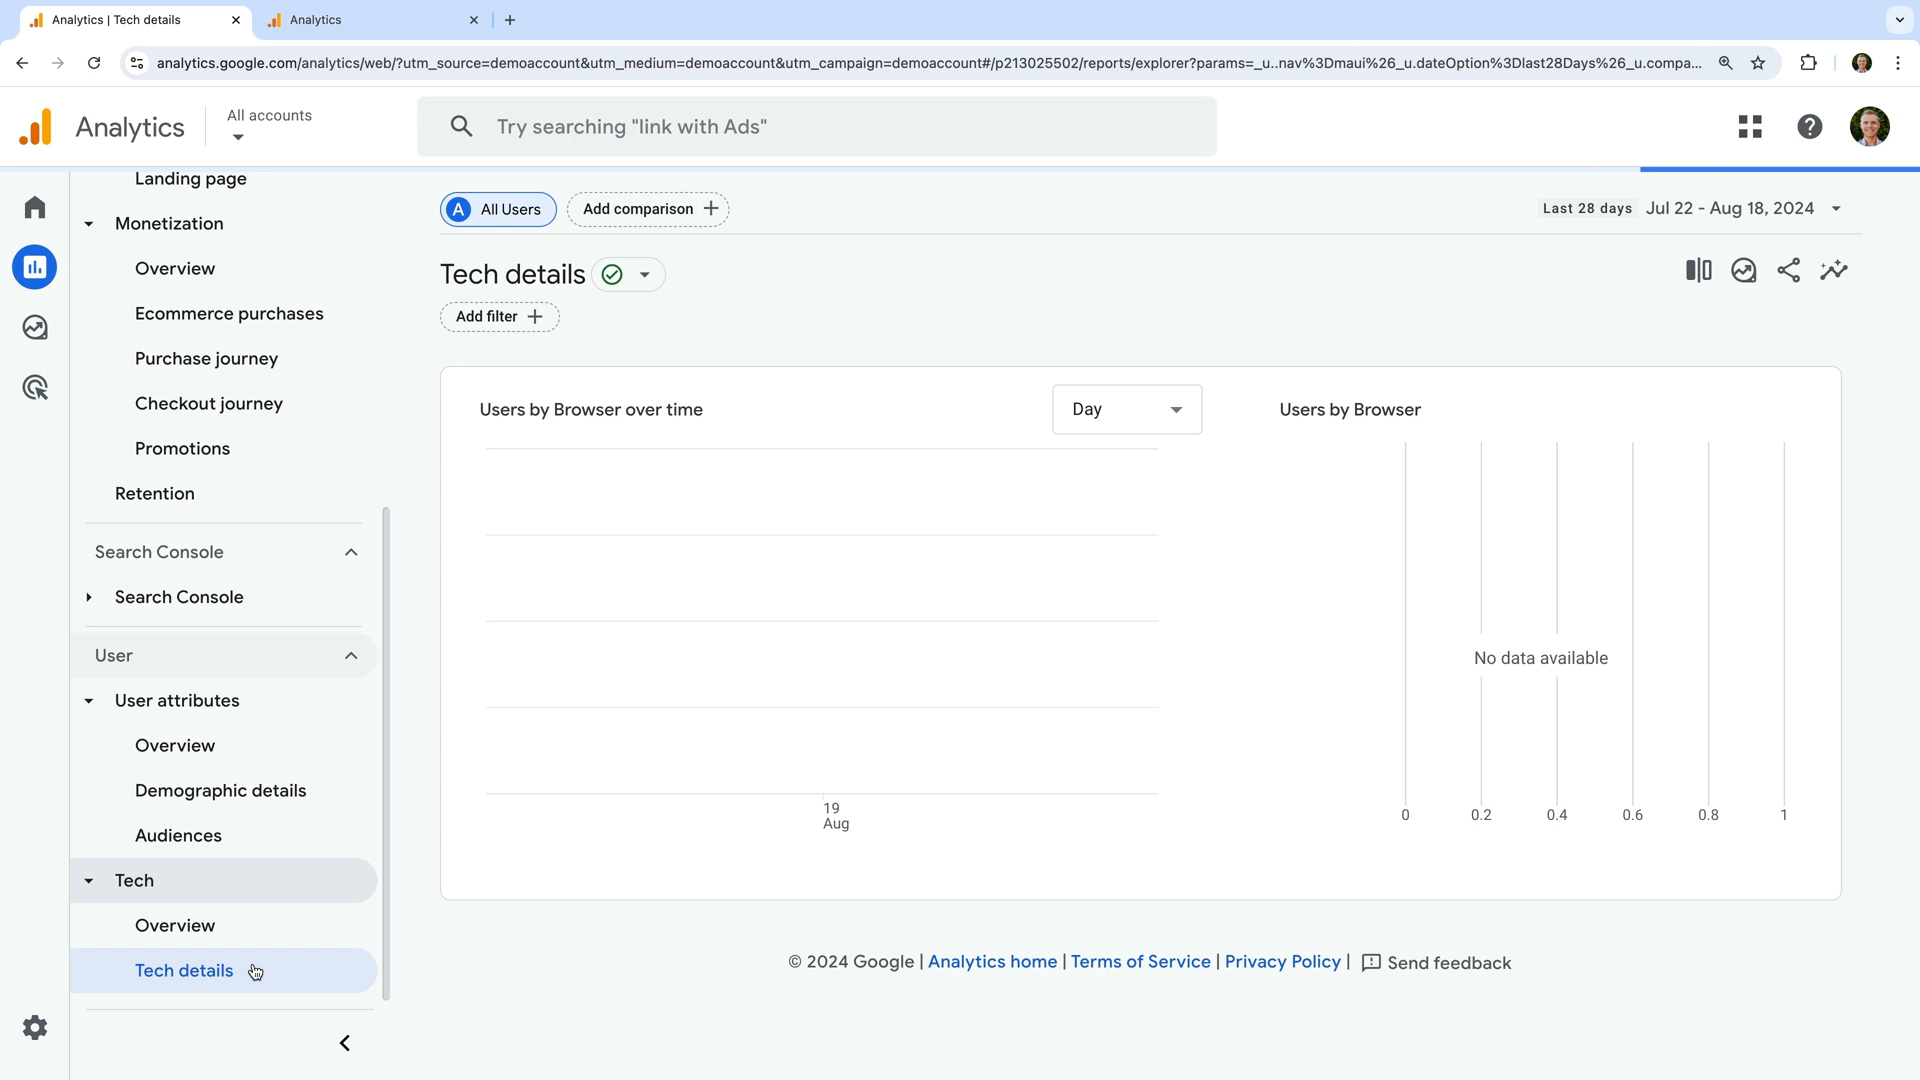 Analytics | Tech details
Analytics
analytics.google.com/analytics/web/?utm_source=demoaccount&utm_medium=demoaccount&utm_campaign=demoaccount#/p213025502/reports/explorer?params=_u..nav%3Dmaui%26_u.dateOption%3Dlast28Days%26_u.compa...
Analytics
All accounts
Try searching "link with Ads"
Landing page
Monetization
Overview
Ecommerce purchases
Purchase journey
Checkout journey
Promotions
Retention
Search Console
Search Console
User
User attributes
Overview
Demographic details
Audiences
Tech
Overview
Tech details
A All Users
Add comparison
Last 28 days Jul 22 - Aug 18, 2024
Tech details
Add filter
Users by Browser over time
Day
19
Aug
Users by Browser
No data available
0 0.2 0.4 0.6 0.8 1
© 2024 Google | Analytics home | Terms of Service | Privacy Policy | Send feedback